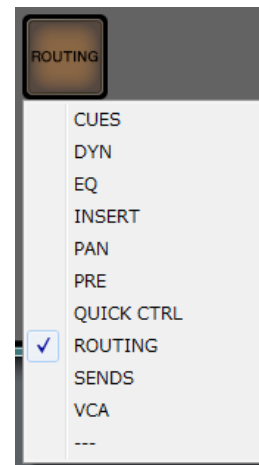 ROUTING
CUES
DYN
EQ
INSERT
PAN
PRE
QUICK CTRL
ROUTING
SENDS
VCA
---